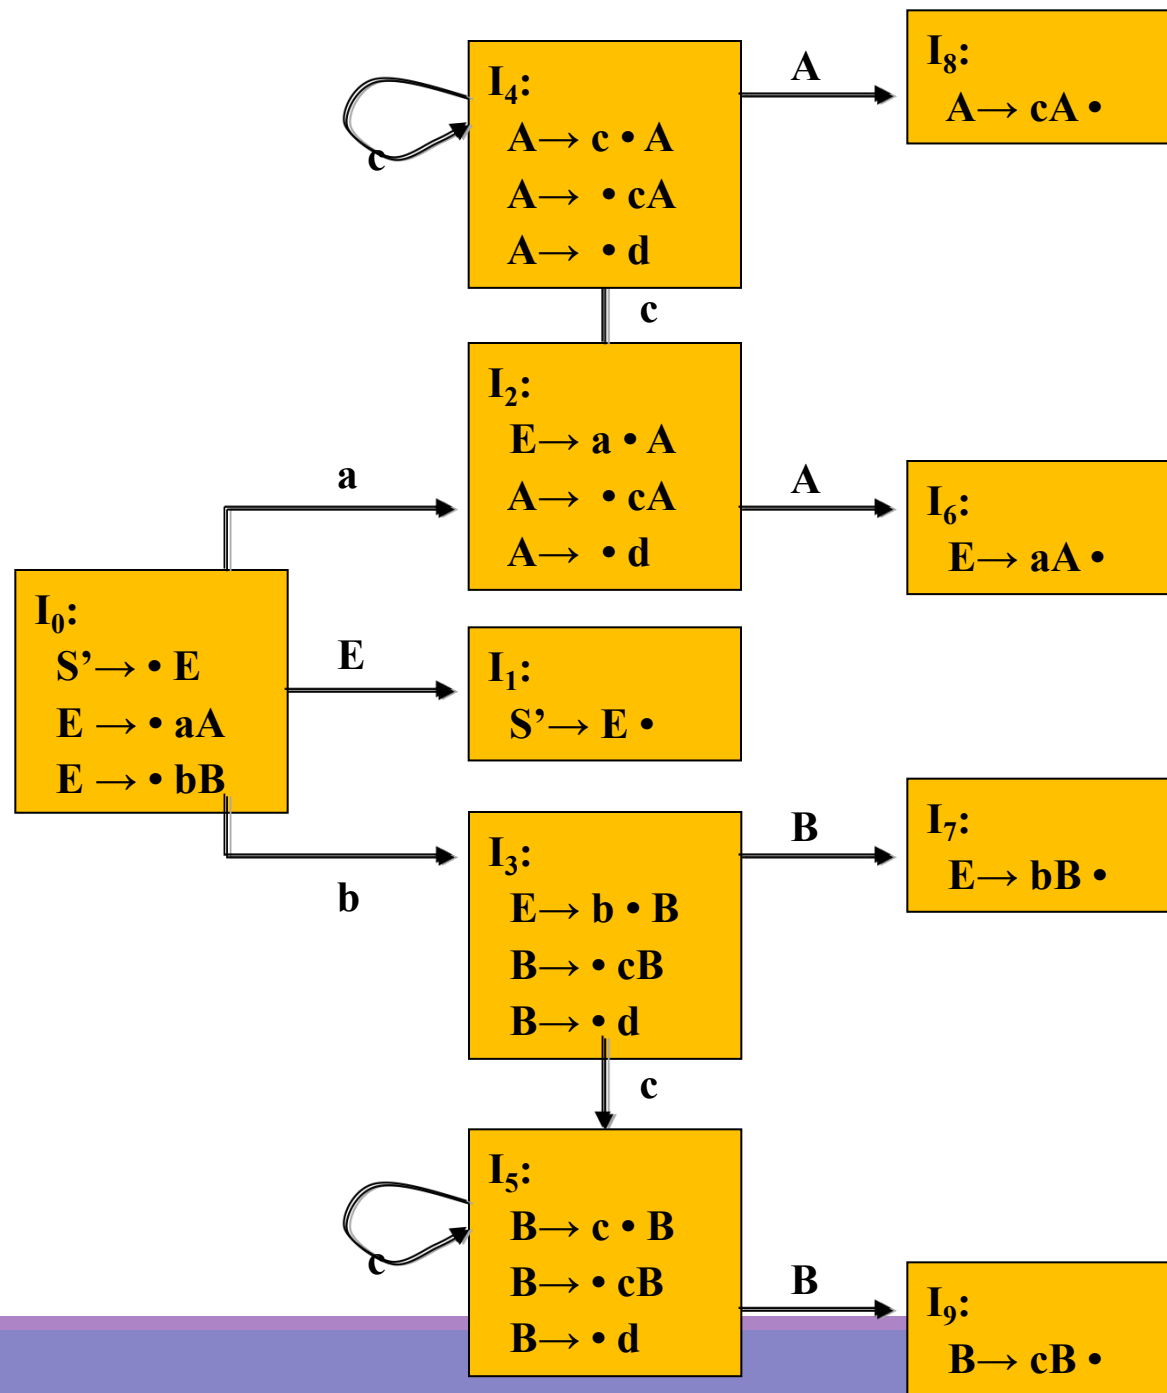 I₄:
A→ c • A
A→ • cA
A→ • d
c
A
I₈:
A→ cA •
c
I₂:
E→ a • A
A→ • cA
A→ • d
a
A
I₆:
E→ aA •
I₀:
S’→ • E
E → • aA
E → • bB
E
I₁:
S’→ E •
b
I₃:
E→ b • B
B→ • cB
B→ • d
B
I₇:
E→ bB •
c
I₅:
B→ c • B
B→ • cB
B→ • d
c
B
I₉:
B→ cB •